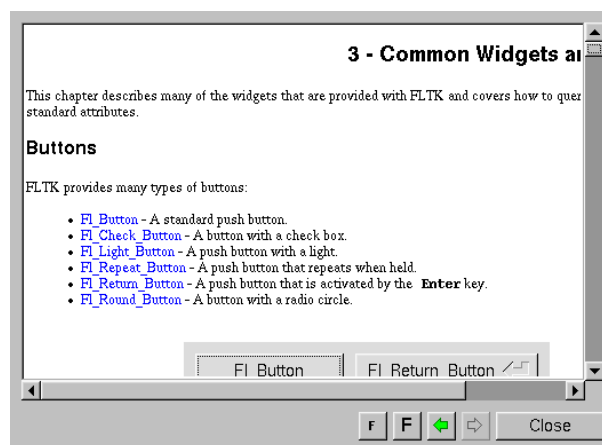 3 - Common Widgets a
This chapter describes many of the widgets that are provided with FLTK and covers how to quer
standard attributes.
Buttons
FLTK provides many types of buttons:
• Fl_Button - A standard push button.
• Fl_Check_Button - A button with a check box.
• Fl_Light_Button - A push button with a light.
• Fl_Repeat_Button - A push button that repeats when held.
• Fl_Return_Button - A push button that is activated by the Enter key.
• Fl_Round_Button - A button with a radio circle.
Fl_Button Fl_Return_Button
F F Close